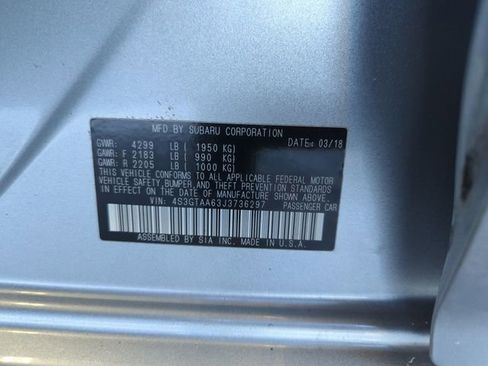 MFD BY SUBARU CORPORATION DATE: 03/18
GVWR: 4299 LB ( 1950 KG)
GAWR: F 2183 LB ( 990 KG)
GAWR: R 2205 LB ( 1000 KG)
THIS VEHICLE CONFORMS TO ALL APPLICABLE FEDERAL MOTOR
VEHICLE SAFETY, BUMPER, AND THEFT PREVENTION STANDARDS
IN EFFECT ON THE DATE OF MANUFACTURE SHOWN ABOVE.
VIN: 4S3GTAA63J3736297 PASSENGER CAR
ASSEMBLED BY SIA INC. MADE IN U.S.A.